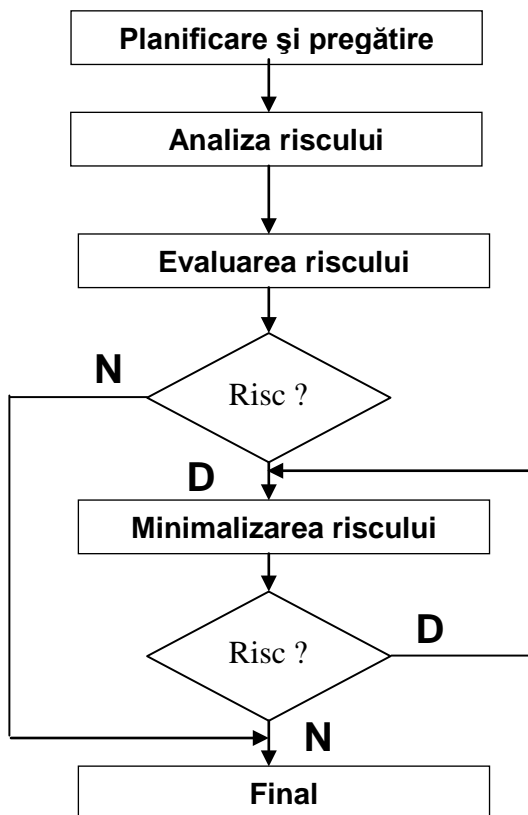 Planificare şi pregătire
Analiza riscului
Evaluarea riscului
N
Risc ?
D
Minimalizarea riscului
Risc ?
D
N
Final